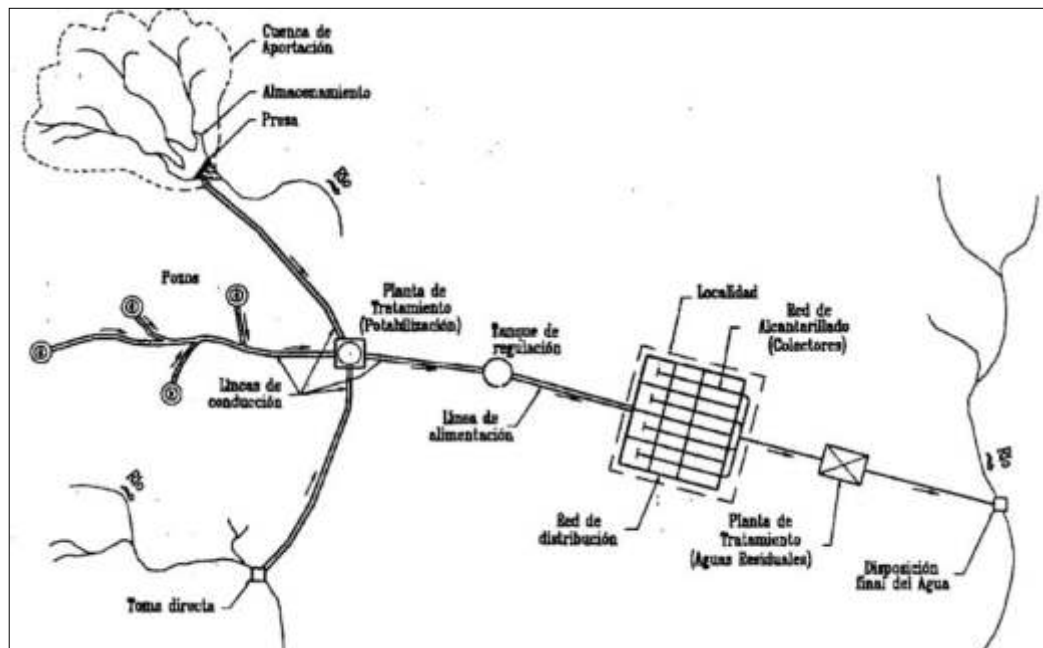 Cuenca de
Aportación
Almacenamiento
Presa
Río
Pozos
Planta de
Tratamiento
(Potabilización)
Tanque de
regulación
Localidad
Red de
Alcantarillado
(Colectores)
Líneas de
conducción
Línea de
alimentación
Río
Río
Red de
distribución
Planta de
Tratamiento
(Aguas Residuales)
Disposición
final del Agua
Toma directa